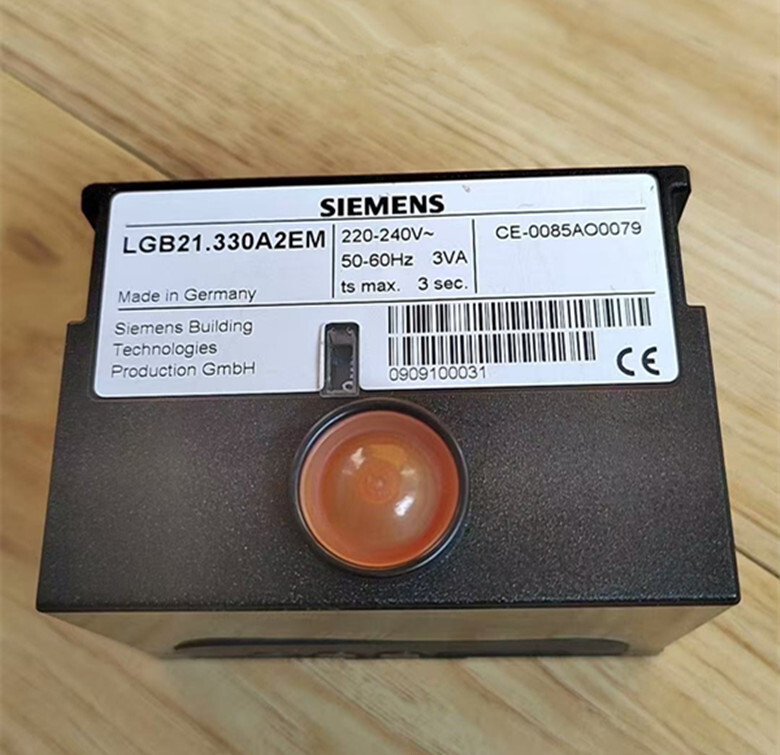 SIEMENS
LGB21.330A2EM
220-240V~
50-60Hz 3VA
ts max. 3 sec.
CE-0085AO0079
Made in Germany
Siemens Building
Technologies
Production GmbH
0909100031
CE